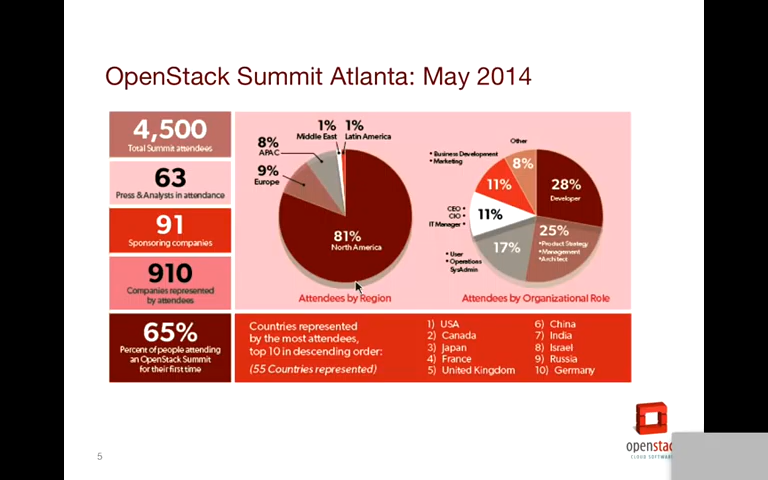 OpenStack Summit Atlanta: May 2014
4,500
Total Summit attendees
63
Press & Analysts in attendance
91
Sponsoring companies
910
Companies represented
by attendees
65%
Percent of people attending
an OpenStack Summit
for their first time
1%
Middle East
1%
Latin America
8%
APAC
9%
Europe
81%
North America
Attendees by Region
Other
8%
• Business Development
• Marketing
11%
28%
Developer
CEO •
CIO •
IT Manager •
11%
25%
•Product Strategy
•Management
•Architect
17%
• User
• Operations
SysAdmin
Attendees by Organizational Role
Countries represented
by the most attendees,
top 10 in descending order:
(55 Countries represented)
1) USA
2) Canada
3) Japan
4) France
5) United Kingdom
6) China
7) India
8) Israel
9) Russia
10) Germany
openstac
CLOUD SOFTWAR
5